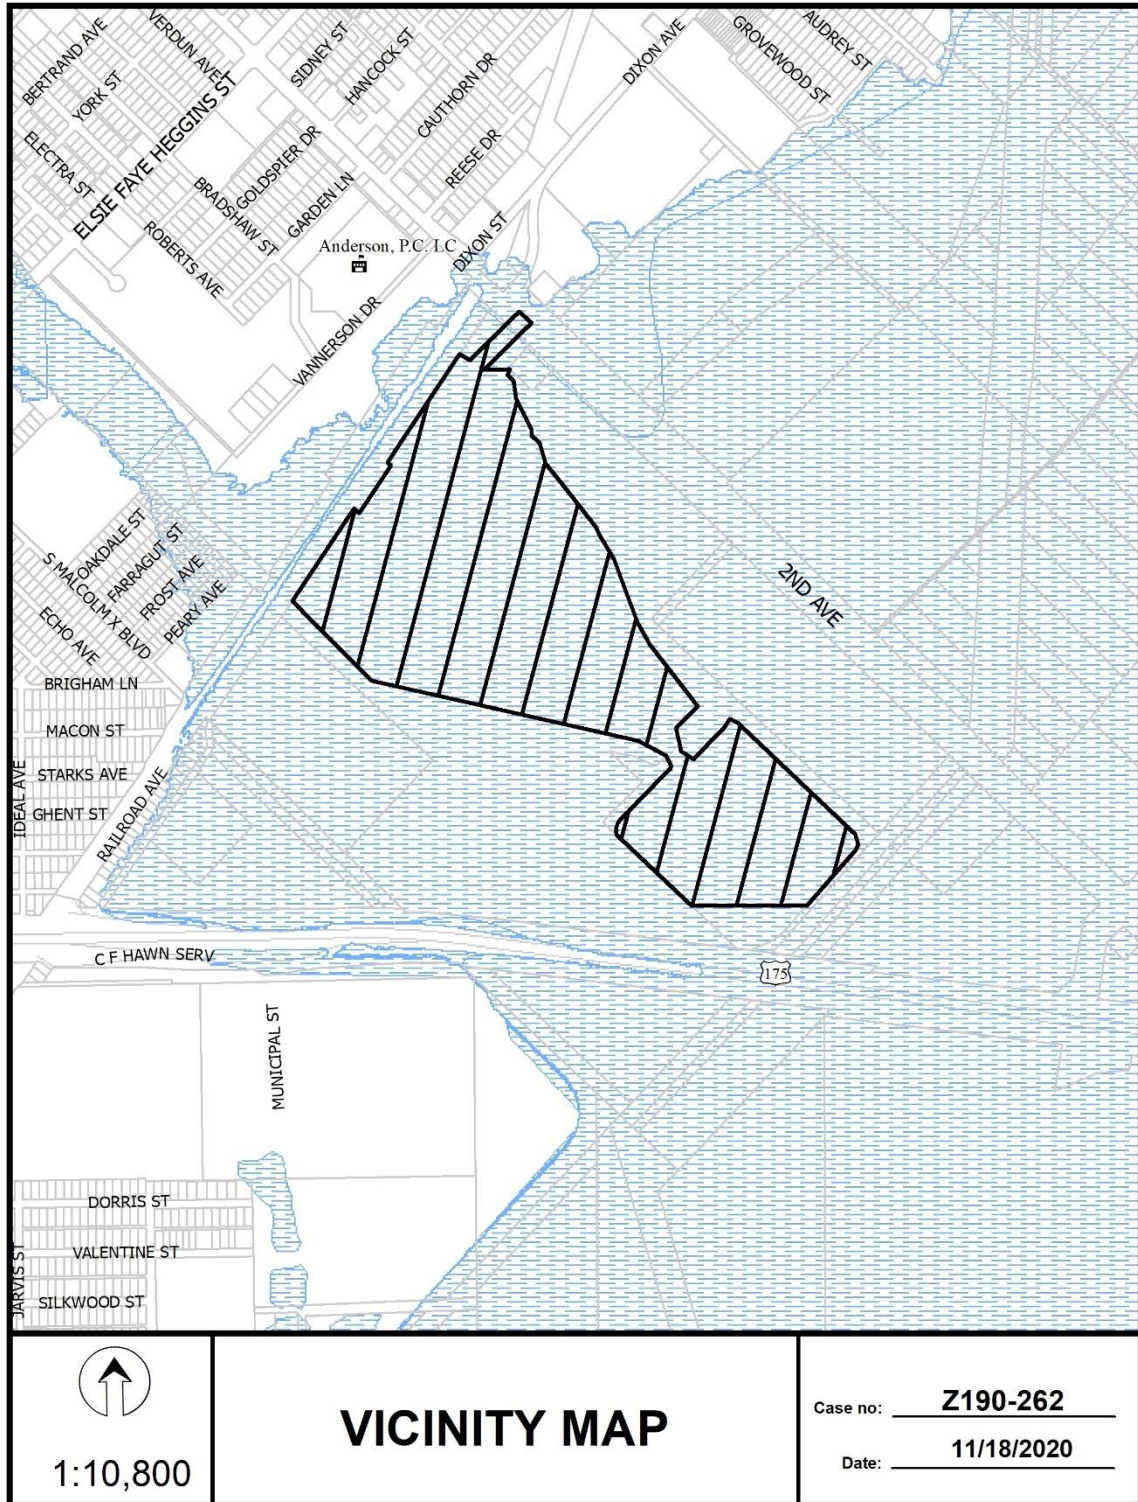 BERTRAND AVE
VERDUN AVE
YORK ST
ELECTRA ST
ELSIE FAYE HEGGINS ST
SIDNEY ST
HANCOCK ST
CAUTHORN DR
REESE DR
DIXON AVE
GROVEWOOD ST
AUDREY ST
GOLDSPIER DR
BRADSHAW ST
GARDEN LN
ROBERTS AVE
Anderson, P.C. LC
DIXON ST
VANNERSON DR
OAKDALE ST
FARRAGUT ST
S MALCOLM X BLVD
FROST AVE
PEARY AVE
ECHO AVE
2ND AVE
BRIGHAM LN
MACON ST
STARKS AVE
IDEAL AVE
GHENT ST
RAILROAD AVE
C F HAWN SERV
175
MUNICIPAL ST
DORRIS ST
VALENTINE ST
JARVIS ST
SILKWOOD ST
1:10,800
VICINITY MAP
Case no: Z190-262
Date: 11/18/2020